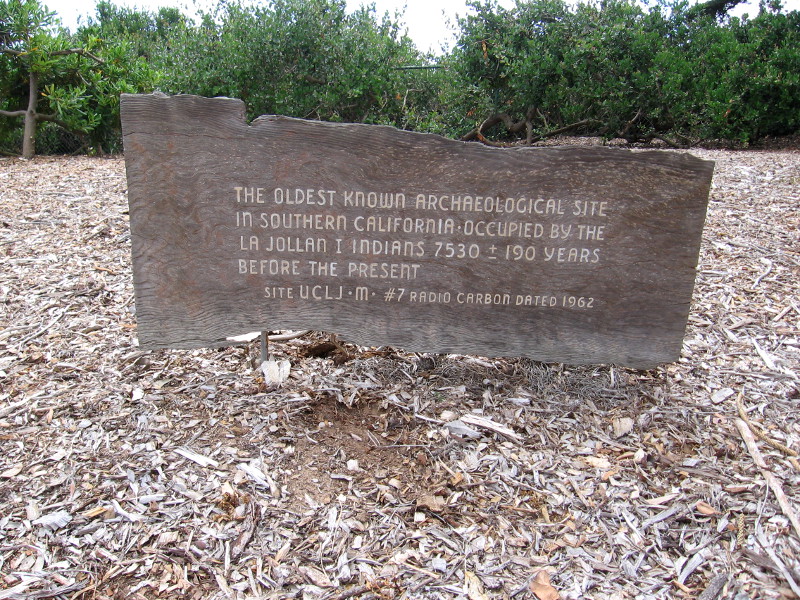 THE OLDEST KNOWN ARCHAEOLOGICAL SITE
IN SOUTHERN CALIFORNIA·OCCUPIED BY THE
LA JOLLAN I INDIANS 7530 ± 190 YEARS
BEFORE THE PRESENT
SITE UCLJ·M· #7 RADIO CARBON DATED 1962